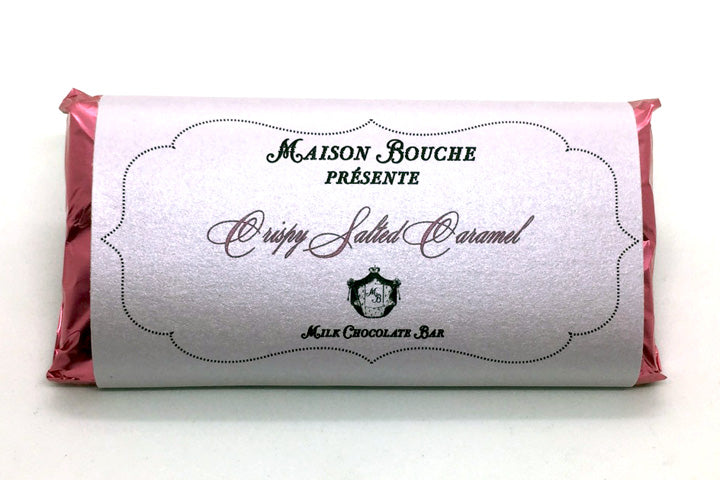 Maison Bouche
présente
Crispy Salted Caramel
M
B
Milk Chocolate Bar